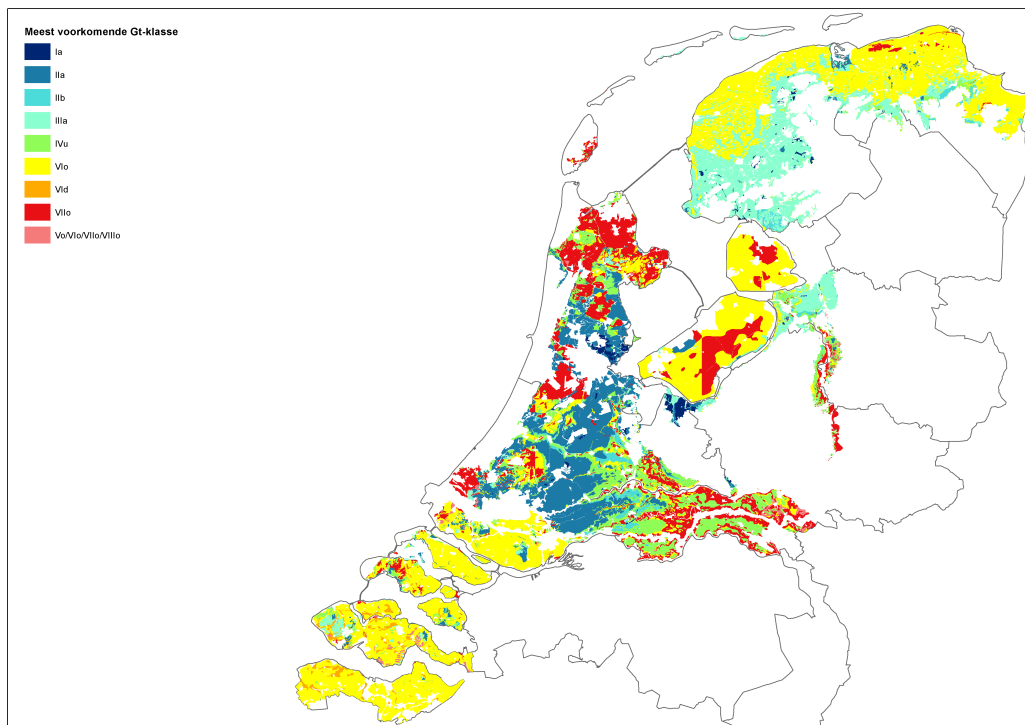 Meest voorkomende Gt-klasse
Ia
IIa
IIb
IIIa
IVu
VIo
VId
VIIo
Vo/VIo/VIIo/VIIIo